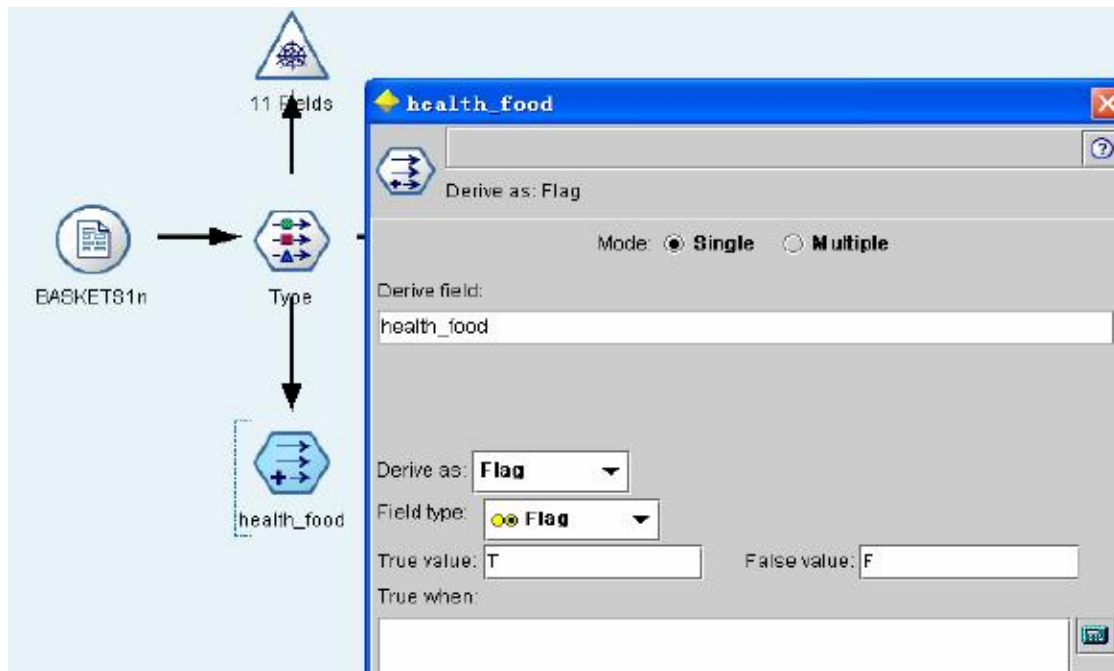 11 Fields
BASKETS1n
Type
health_food
health_food
Derive as: Flag
Mode: Single Multiple
Derive field:
health_food
Derive as: Flag
Field type: Flag
True value: T False value: F
True when: